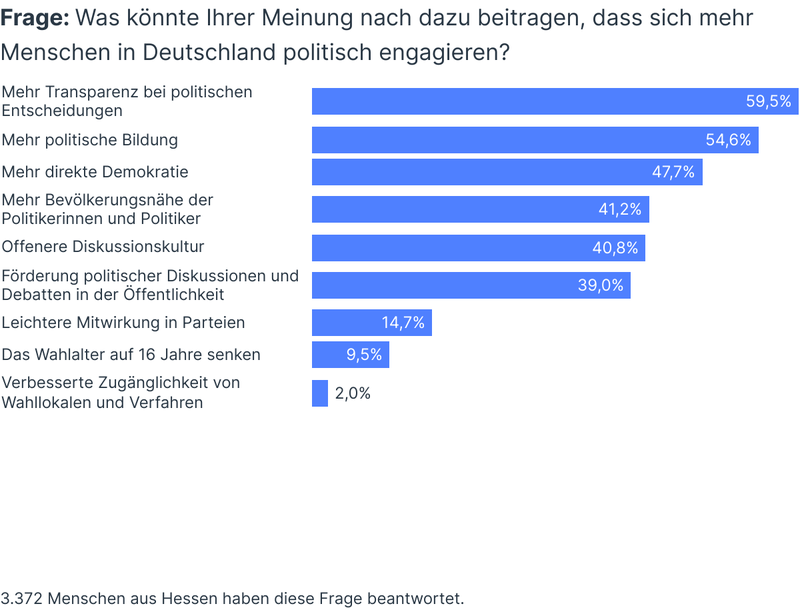 Frage: Was könnte Ihrer Meinung nach dazu beitragen, dass sich mehr
Menschen in Deutschland politisch engagieren?
Mehr Transparenz bei politischen
Entscheidungen
59,5%
Mehr politische Bildung
54,6%
Mehr direkte Demokratie
47,7%
Mehr Bevölkerungsnähe der
Politikerinnen und Politiker
41,2%
Offenere Diskussionskultur
40,8%
Förderung politischer Diskussionen und
Debatten in der Öffentlichkeit
39,0%
Leichtere Mitwirkung in Parteien
14,7%
Das Wahlalter auf 16 Jahre senken
9,5%
Verbesserte Zugänglichkeit von
Wahllokalen und Verfahren
2,0%
3.372 Menschen aus Hessen haben diese Frage beantwortet.